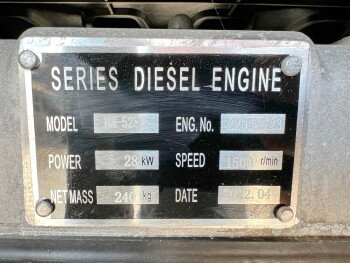 SERIES DIESEL ENGINE
MODEL ENG.No.
POWER 28 kW SPEED 1500 r/min
NET MASS 240 kg DATE 2022.04